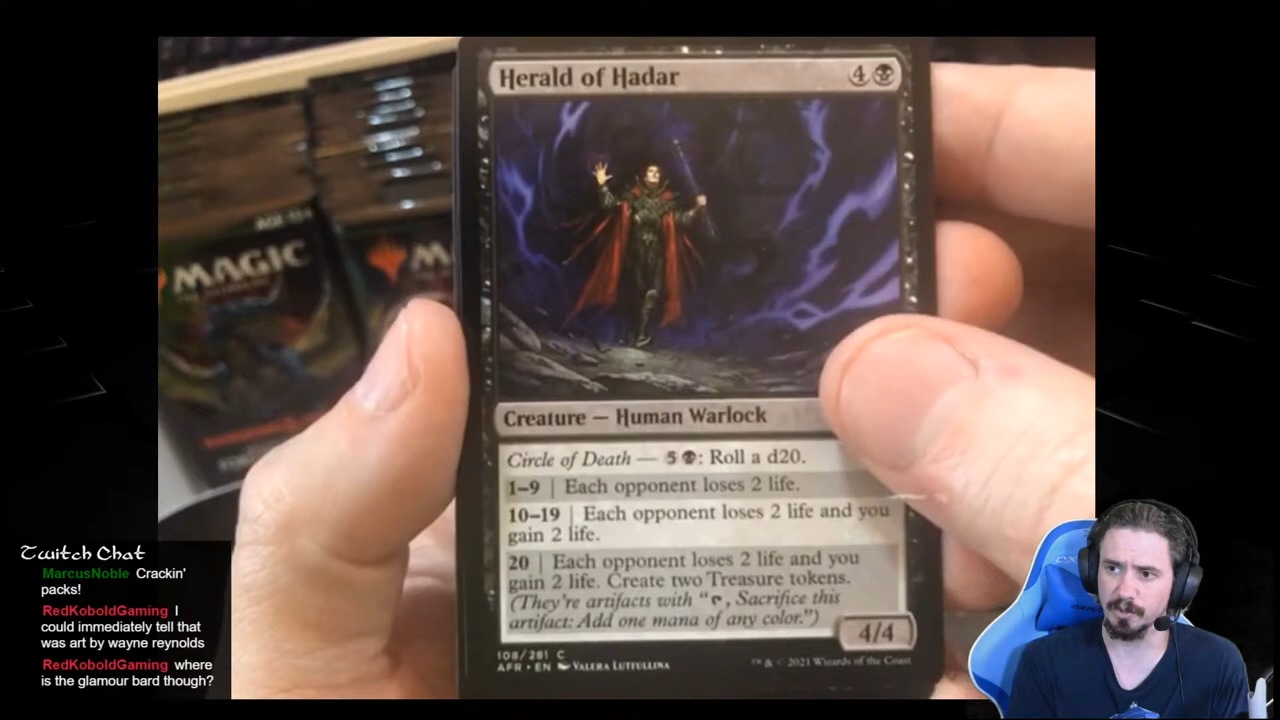 Herald of Hadar 4
MAGIC
M
Creature — Human Warlock
Circle of Death — 5 : Roll a d20.
1–9 | Each opponent loses 2 life.
10–19 | Each opponent loses 2 life and you
gain 2 life.
20 | Each opponent loses 2 life and you
gain 2 life. Create two Treasure tokens.
(They're artifacts with “ , Sacrifice this
artifact: Add one mana of any color.”)
4/4
108/281 C
AFR • EN VALERA LUTFULLINA
™ & © 2021 Wizards of the Coast
Twitch Chat
MarcusNoble Crackin'
packs!
RedKoboldGaming I
could immediately tell that
was art by wayne reynolds
RedKoboldGaming where
is the glamour bard though?
DX